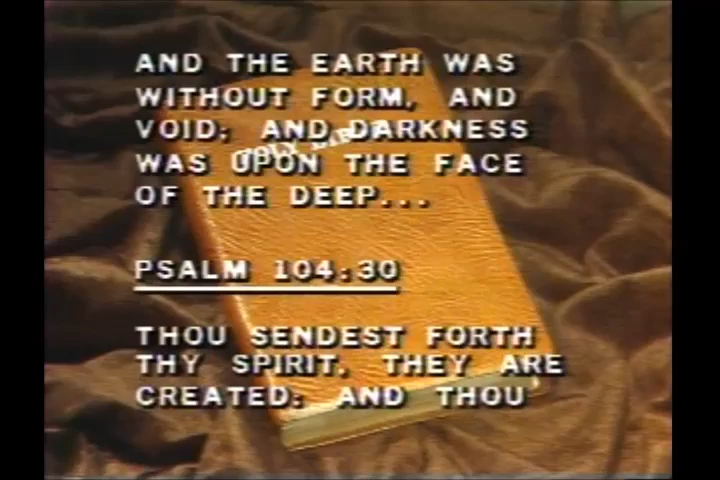 AND THE EARTH WAS
WITHOUT FORM, AND
VOID; AND DARKNESS
WAS UPON THE FACE
OF THE DEEP...
PSALM 104:30
THOU SENDEST FORTH
THY SPIRIT, THEY ARE
CREATED: AND THOU